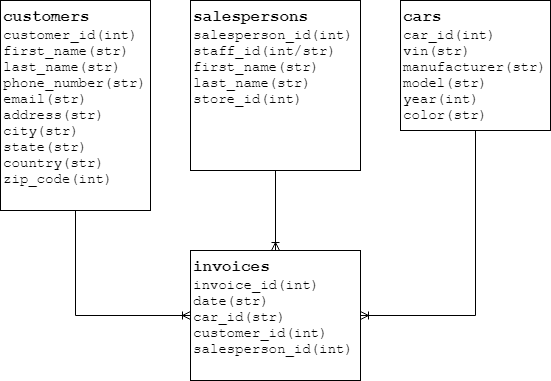 customers
customer_id(int)
first_name(str)
last_name(str)
phone_number(str)
email(str)
address(str)
city(str)
state(str)
country(str)
zip_code(int)
salespersons
salesperson_id(int)
staff_id(int/str)
first_name(str)
last_name(str)
store_id(int)
cars
car_id(int)
vin(str)
manufacturer(str)
model(str)
year(int)
color(str)
invoices
invoice_id(int)
date(str)
car_id(str)
customer_id(int)
salesperson_id(int)